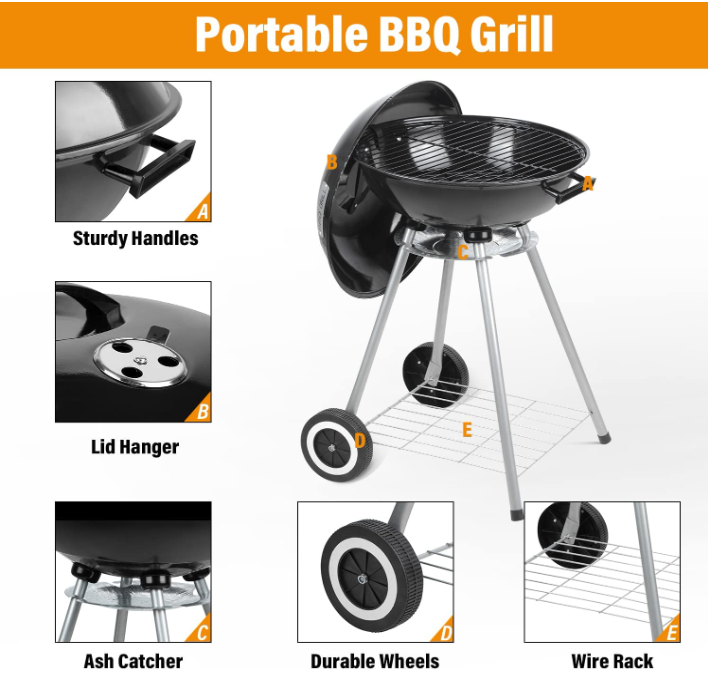 Portable BBQ Grill
A
Sturdy Handles
B
A
C
B
Lid Hanger
D
E
C
Ash Catcher
D
Durable Wheels
E
Wire Rack